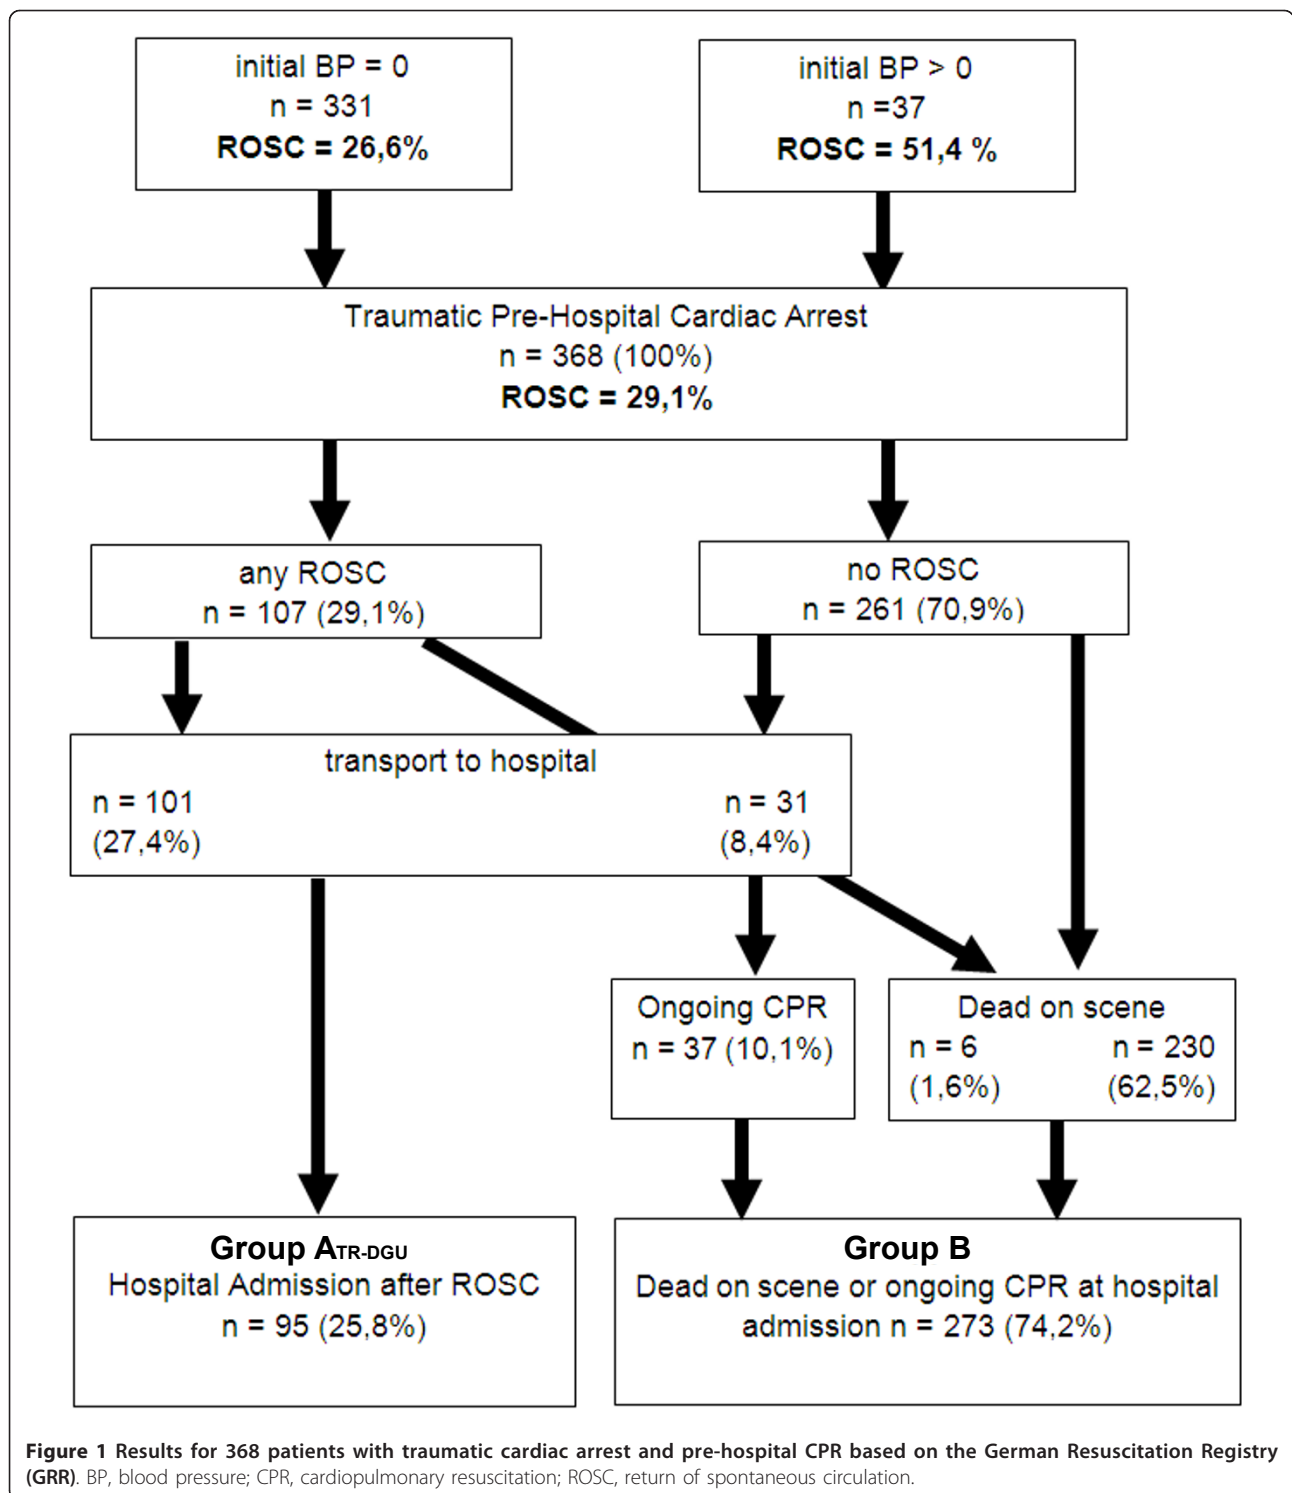 initial BP = 0
n = 331
ROSC = 26,6%
initial BP > 0
n =37
ROSC = 51,4 %
Traumatic Pre-Hospital Cardiac Arrest
n = 368 (100%)
ROSC = 29,1%
any ROSC
n = 107 (29,1%)
no ROSC
n = 261 (70,9%)
transport to hospital
n = 101
(27,4%)
n = 31
(8,4%)
Ongoing CPR
n = 37 (10,1%)
Dead on scene
n = 6
(1,6%)
n = 230
(62,5%)
Group ATR-DGU
Hospital Admission after ROSC
n = 95 (25,8%)
Group B
Dead on scene or ongoing CPR at hospital
admission n = 273 (74,2%)
Figure 1 Results for 368 patients with traumatic cardiac arrest and pre-hospital CPR based on the German Resuscitation Registry
(GRR). BP, blood pressure; CPR, cardiopulmonary resuscitation; ROSC, return of spontaneous circulation.